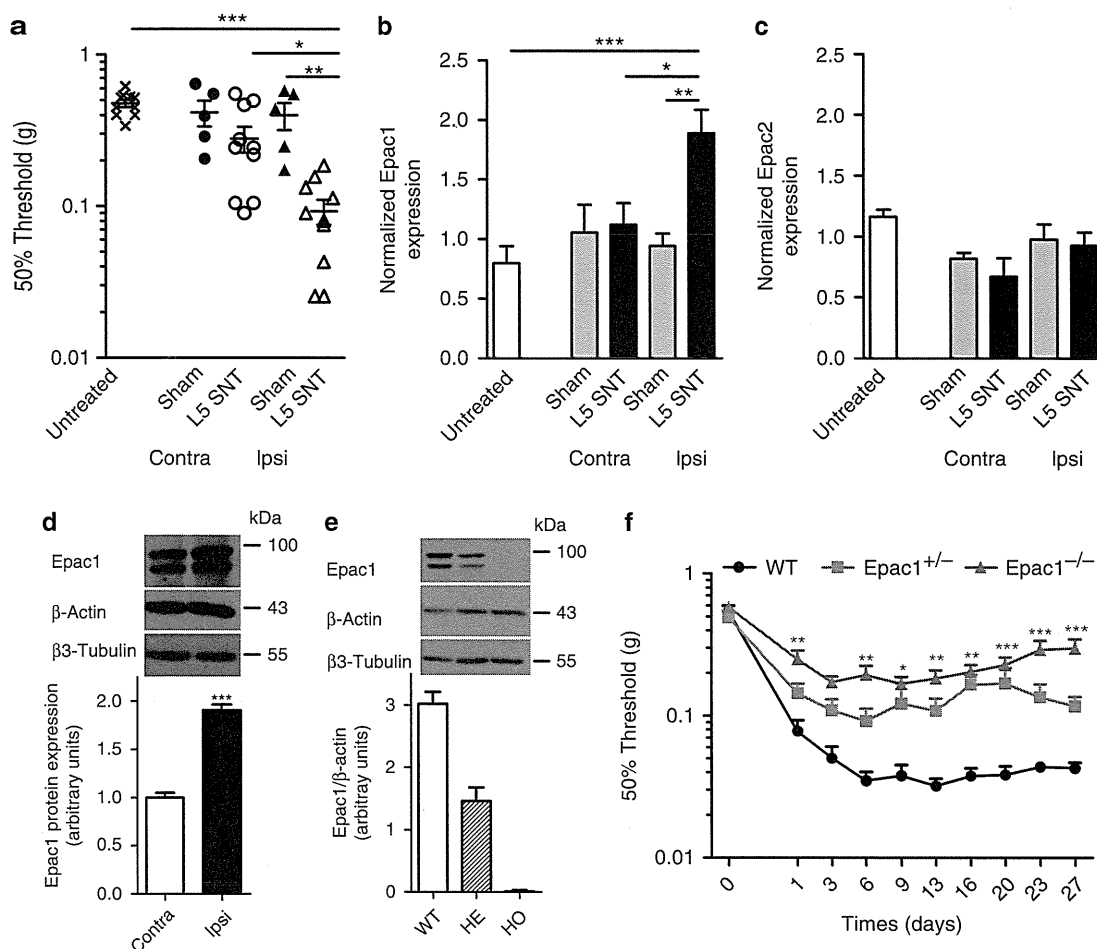 a
***
*
**
1
0.1
0.01
50% Threshold (g)
Untreated
Sham
L5 SNT
Sham
L5 SNT
Contra
Ipsi
b
***
*
**
2.5
2.0
1.5
1.0
0.5
0.0
Normalized Epac1
expression
Untreated
Sham
L5 SNT
Sham
L5 SNT
Contra
Ipsi
c
2.5
2.0
1.5
1.0
0.5
0.0
Normalized Epac2
expression
Untreated
Sham
L5 SNT
Sham
L5 SNT
Contra
Ipsi
d
kDa
Epac1
100
β-Actin
43
β3-Tubulin
55
***
2.0
1.5
1.0
0.5
0.0
Epac1 protein expression
(arbitrary units)
Contra
Ipsi
e
kDa
Epac1
100
β-Actin
43
β3-Tubulin
55
3
2
1
0
Epac1/β-actin
(arbitray units)
WT
HE
HO
f
WT
Epac1+/–
Epac1–/–
1
0.1
0.01
50% Threshold (g)
** ** * ** ** *** *** ***
0 1 3 6 9 13 16 20 23 27
Times (days)